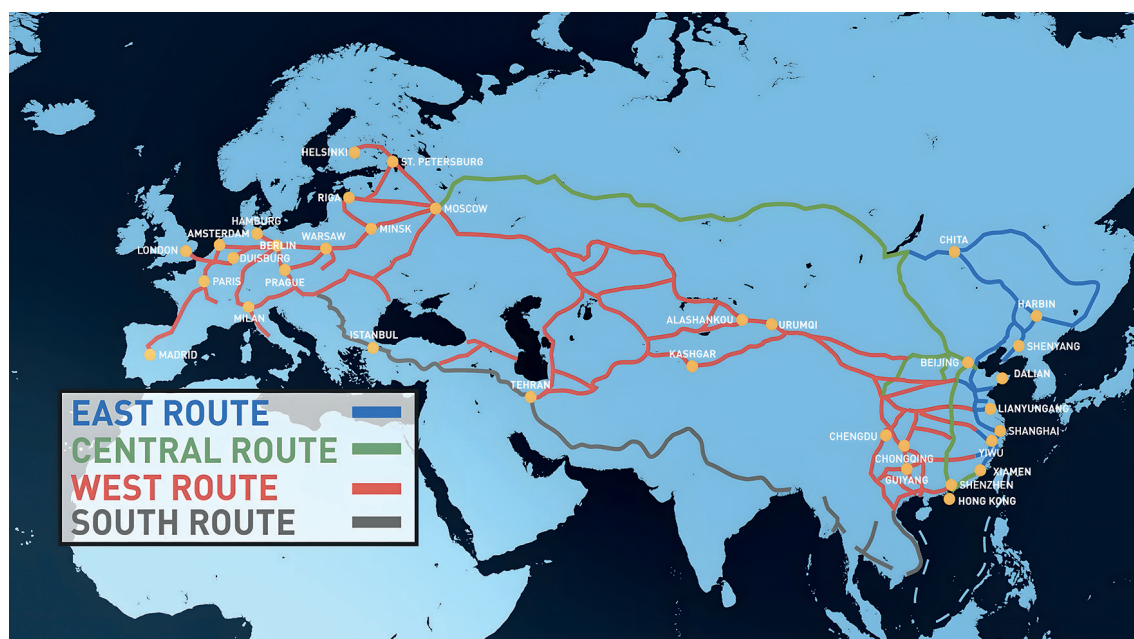 HELSINKI
ST. PETERSBURG
RIGA
MOSCOW
HAMBURG
AMSTERDAM
MINSK
WARSAW
LONDON
BERLIN
DUISBURG
PARIS
PRAGUE
MILAN
MADRID
ISTANBUL
TEHRAN
CHITA
HARBIN
ALASHANKOU
URUMQI
KASHGAR
SHENYANG
BEIJING
DALIAN
LIANYUNGANG
SHANGHAI
CHENGDU
YIWU
CHONGQING
XIAMEN
GUIYANG
SHENZHEN
HONG KONG
EAST ROUTE
CENTRAL ROUTE
WEST ROUTE
SOUTH ROUTE